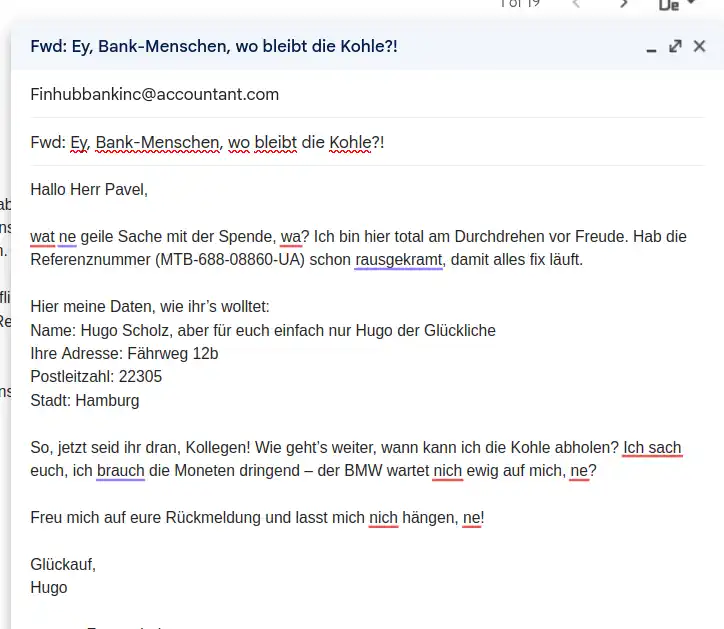 1 of 19
De
Fwd: Ey, Bank-Menschen, wo bleibt die Kohle?!
Finhubbankinc@accountant.com
Fwd: Ey, Bank-Menschen, wo bleibt die Kohle?!
Hallo Herr Pavel,
wat ne geile Sache mit der Spende, wa? Ich bin hier total am Durchdrehen vor Freude. Hab die
Referenznummer (MTB-688-08860-UA) schon rausgekramt, damit alles fix läuft.
Hier meine Daten, wie ihr’s wolltet:
Name: Hugo Scholz, aber für euch einfach nur Hugo der Glückliche
Ihre Adresse: Fährweg 12b
Postleitzahl: 22305
Stadt: Hamburg
So, jetzt seid ihr dran, Kollegen! Wie geht’s weiter, wann kann ich die Kohle abholen? Ich sach
euch, ich brauch die Moneten dringend – der BMW wartet nich ewig auf mich, ne?
Freu mich auf eure Rückmeldung und lasst mich nich hängen, ne!
Glückauf,
Hugo